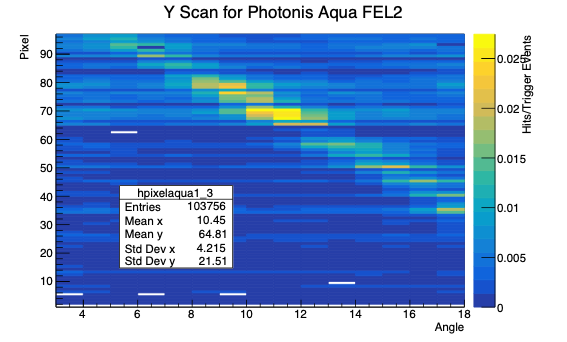 Y Scan for Photonis Aqua FEL2
Pixel
90
80
70
60
50
40
30
20
10
hpixelaqua1_3
Entries 103756
Mean x 10.45
Mean y 64.81
Std Dev x 4.215
Std Dev y 21.51
4 6 8 10 12 14 16 18
Angle
0.025
0.02
0.015
0.01
0.005
0
Hits/Trigger Events